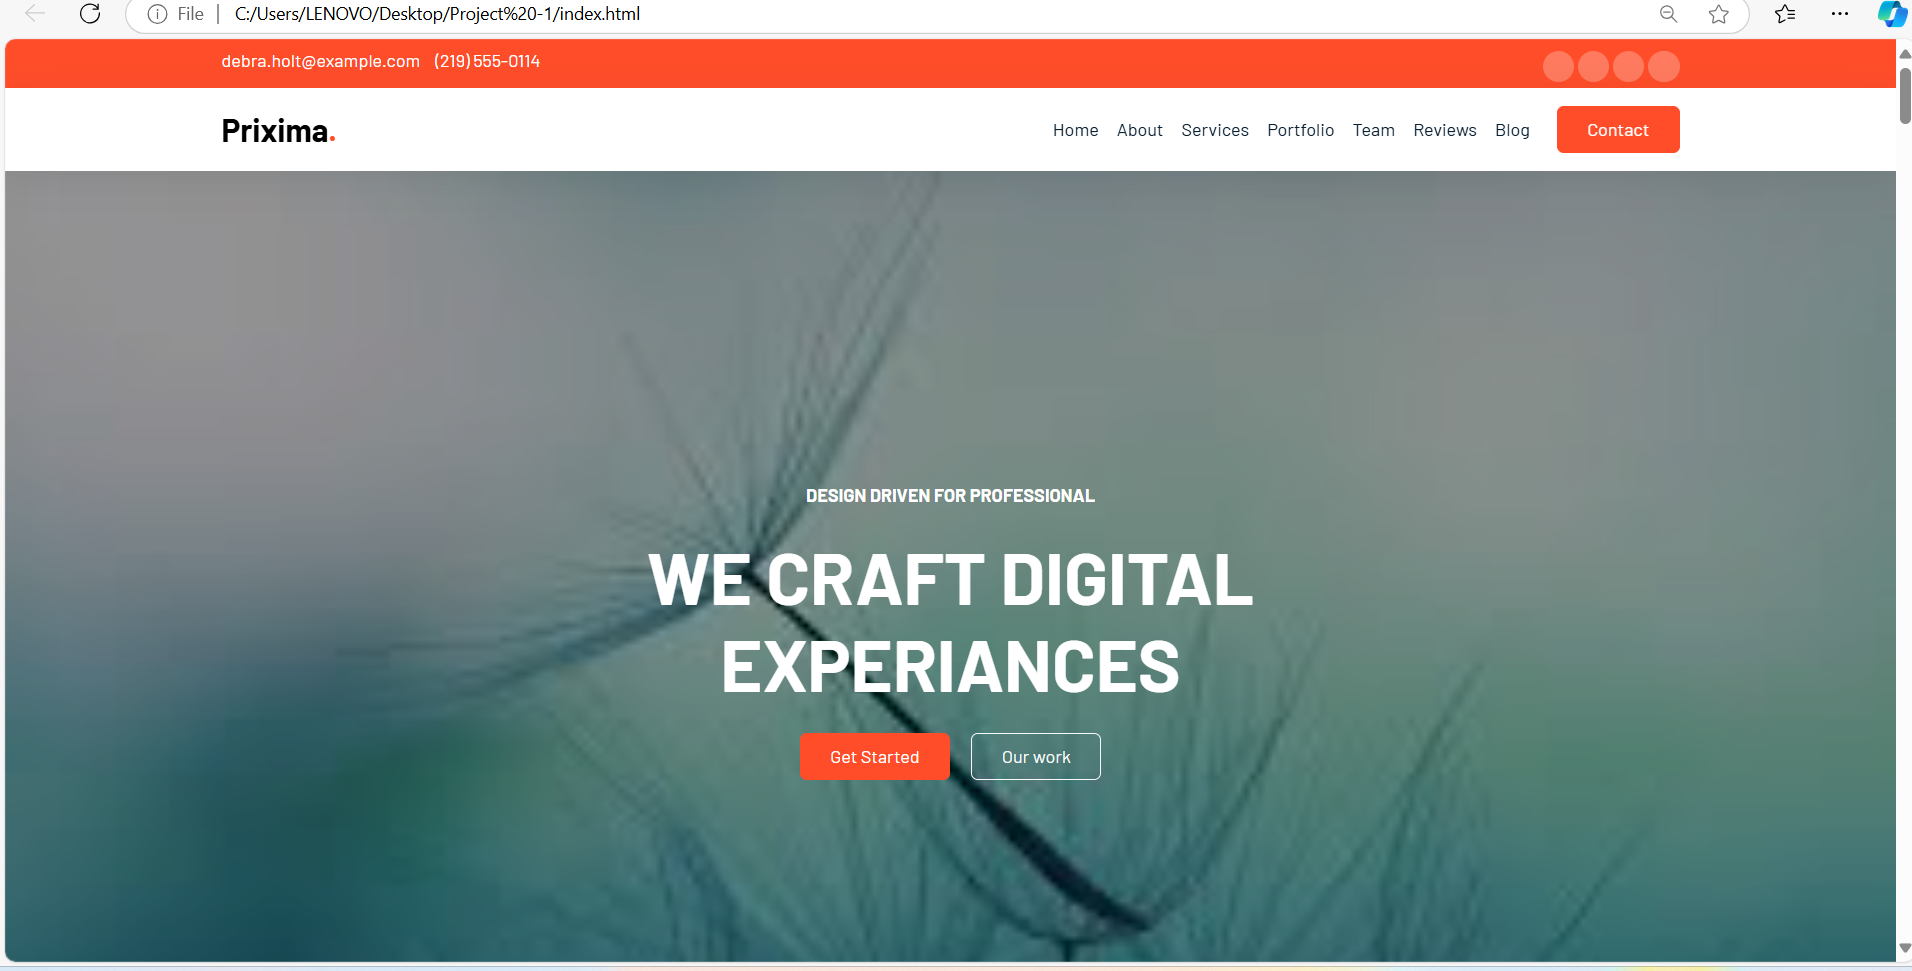 File | C:/Users/LENOVO/Desktop/Project%20-1/index.html
debra.holt@example.com (219) 555-0114
Prixima.
Home About Services Portfolio Team Reviews Blog Contact
DESIGN DRIVEN FOR PROFESSIONAL
WE CRAFT DIGITAL
EXPERIANCES
Get Started Our work